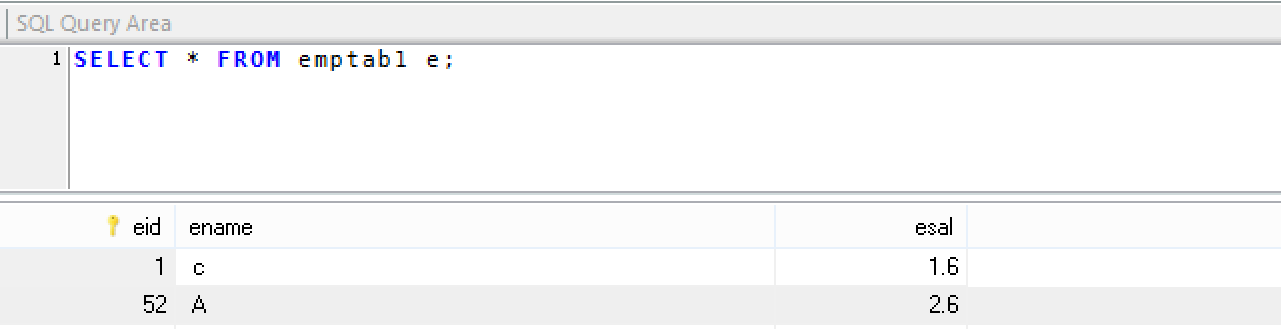 SQL Query Area
1 SELECT * FROM emptabl e;
eid ename esal
1 c 1.6
52 A 2.6